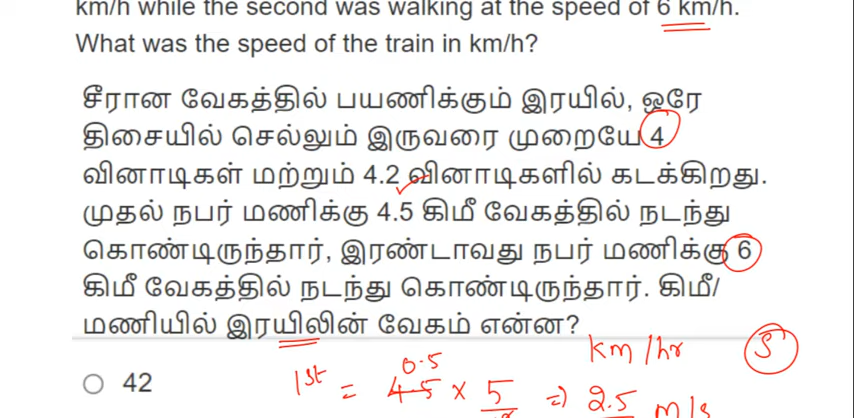 km/h while the second was walking at the speed of 6 km/h.
What was the speed of the train in km/h?
சீரான வேகத்தில் பயணிக்கும் இரயில், ஒரே
திசையில் செல்லும் இருவரை முறையே 4
வினாடிகள் மற்றும் 4.2 வினாடிகளில் கடக்கிறது.
முதல் நபர் மணிக்கு 4.5 கிமீ வேகத்தில் நடந்து
கொண்டிருந்தார், இரண்டாவது நபர் மணிக்கு 6
கிமீ வேகத்தில் நடந்து கொண்டிருந்தார். கிமீ/
மணியில் இரயிலின் வேகம் என்ன?
km/hr S
0.5
42 1st = 45 × 5 ⇒ 2.5 m/s